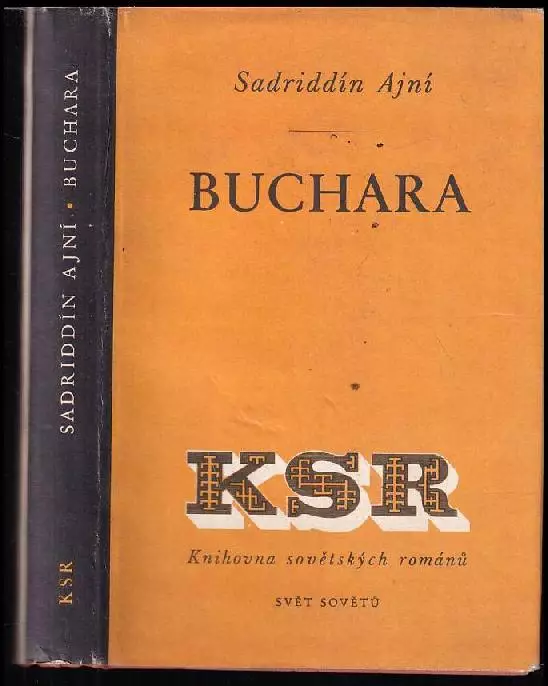 Sadriddín Ajní
BUCHARA
KSR
Knihovna sovětských románů
SVĚT SOVĚTŮ
SADRIDDÍN AJNÍ • BUCHARA
KSR